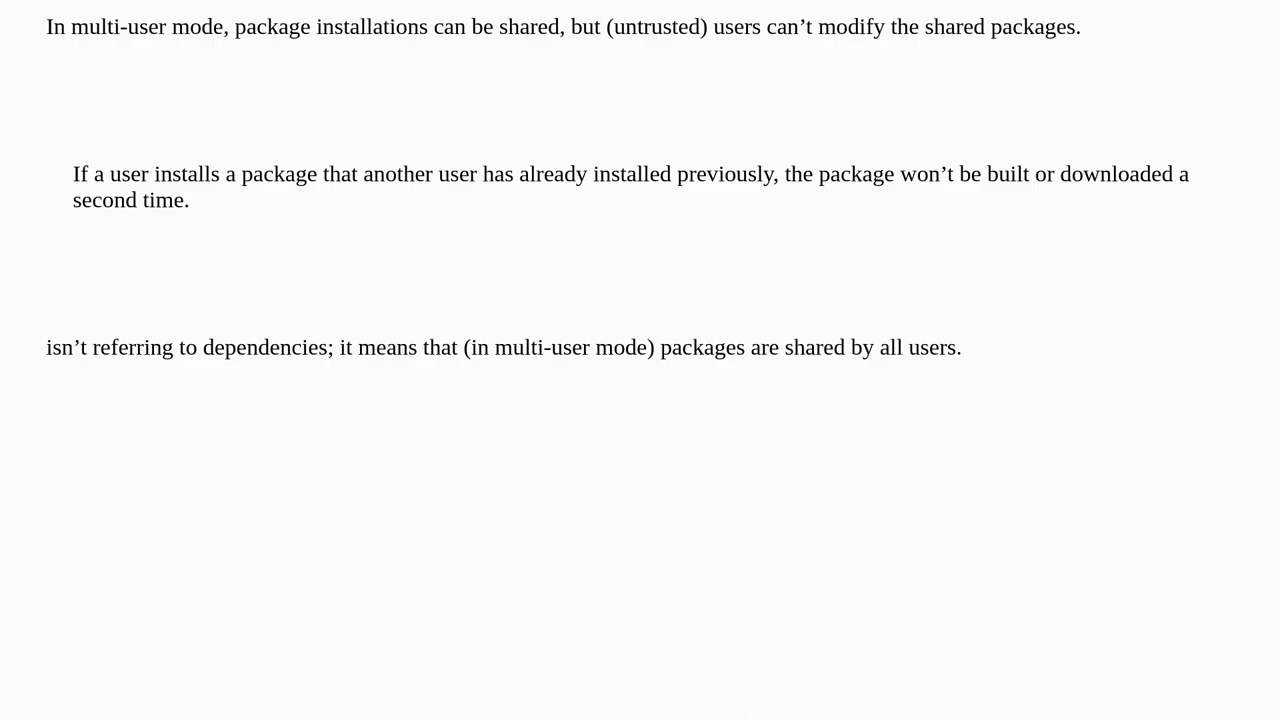 In multi-user mode, package installations can be shared, but (untrusted) users can’t modify the shared packages.
If a user installs a package that another user has already installed previously, the package won’t be built or downloaded a
second time.
isn’t referring to dependencies; it means that (in multi-user mode) packages are shared by all users.